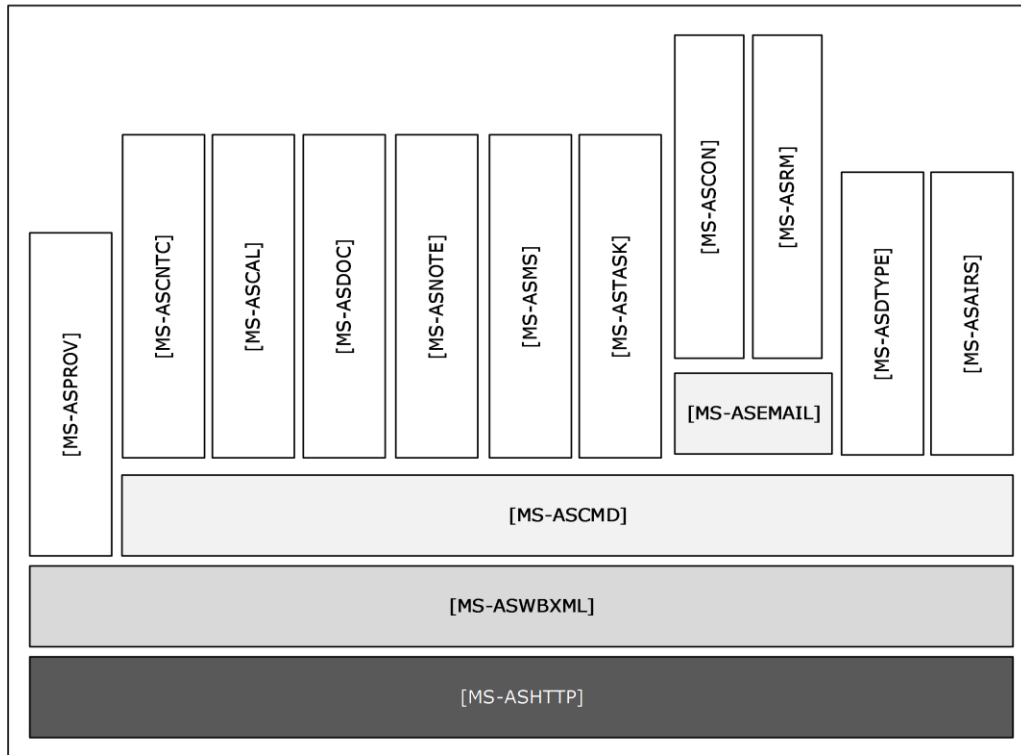 [MS-ASPROV]
[MS-ASCNTC]
[MS-ASCAL]
[MS-ASDOC]
[MS-ASNOTE]
[MS-ASMS]
[MS-ASTASK]
[MS-ASCON]
[MS-ASRM]
[MS-ASDTYPE]
[MS-ASAIRS]
[MS-ASEMAIL]
[MS-ASCMD]
[MS-ASWBXML]
[MS-ASHTTP]